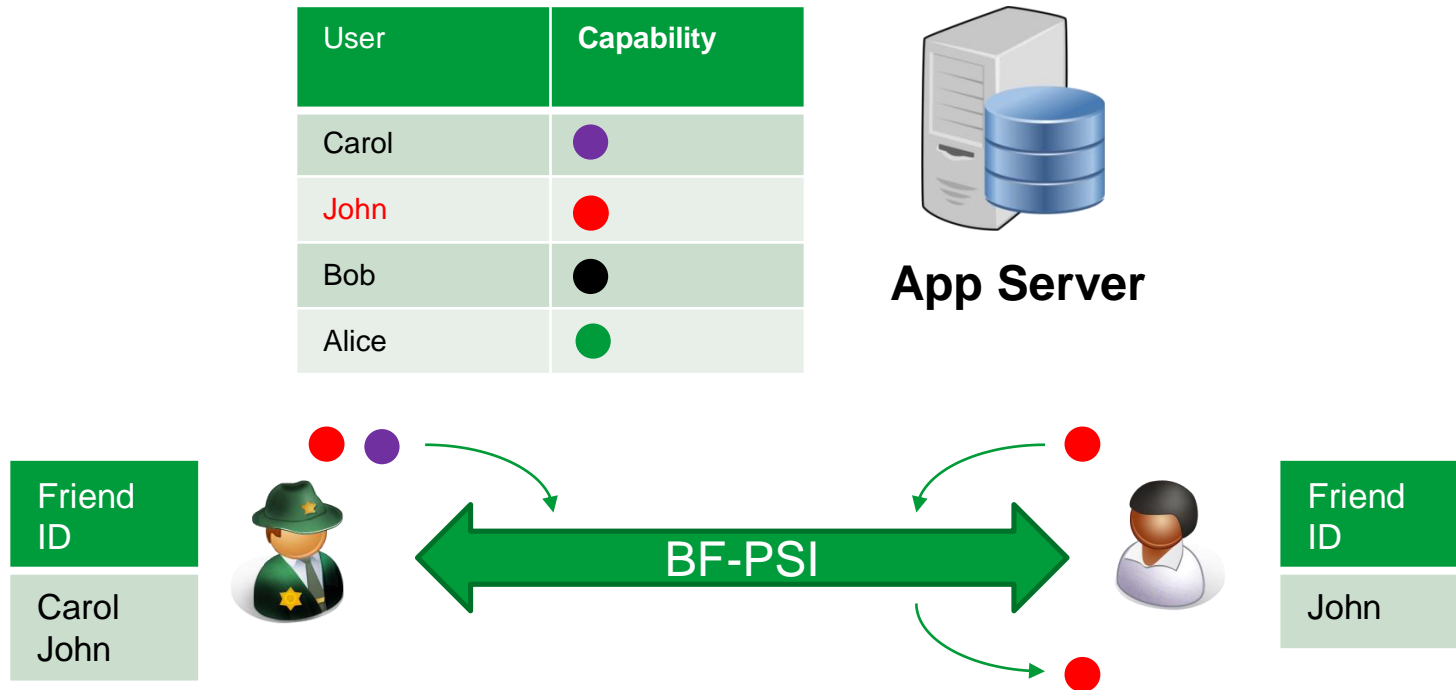 User Capability
Carol
John
Bob
Alice
App Server
Friend
ID
Carol
John
BF-PSI
Friend
ID
John